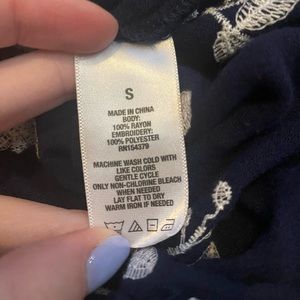 S
MADE IN CHINA
BODY:
100% RAYON
EMBROIDERY:
100% POLYESTER
RN154379
MACHINE WASH COLD WITH
LIKE COLORS
GENTLE CYCLE
ONLY NON-CHLORINE BLEACH
WHEN NEEDED
LAY FLAT TO DRY
WARM IRON IF NEEDED